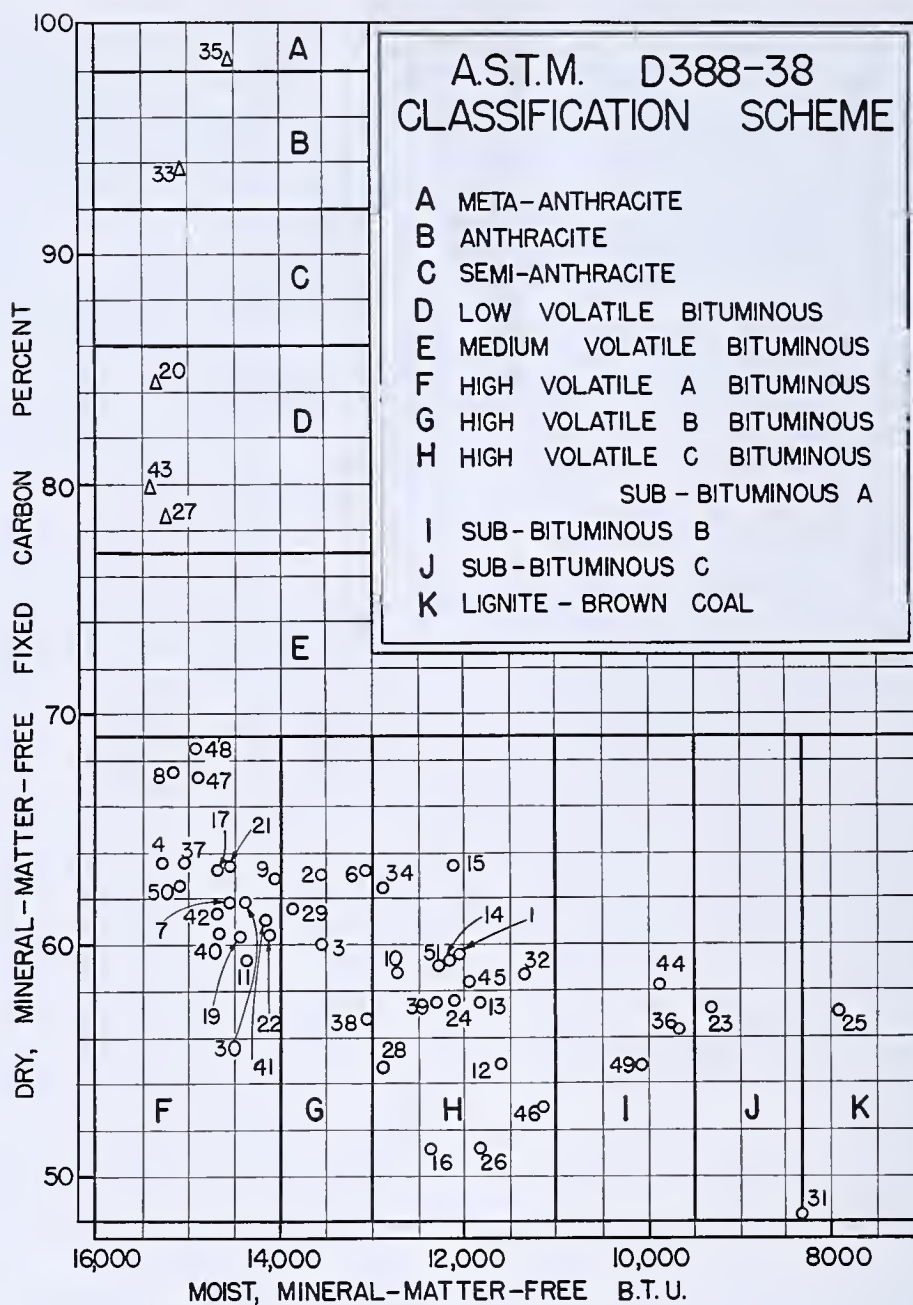 A.S.T.M. D388-38
CLASSIFICATION SCHEME
A META-ANTHRACITE
B ANTHRACITE
C SEMI-ANTHRACITE
D LOW VOLATILE BITUMINOUS
E MEDIUM VOLATILE BITUMINOUS
F HIGH VOLATILE A BITUMINOUS
G HIGH VOLATILE B BITUMINOUS
H HIGH VOLATILE C BITUMINOUS
SUB-BITUMINOUS A
I SUB-BITUMINOUS B
J SUB-BITUMINOUS C
K LIGNITE-BROWN COAL
DRY, MINERAL-MATTER-FREE FIXED CARBON PERCENT
100
90
80
70
60
50
A
B
C
D
E
35
33
20
43
27
48
8
47
17
21
4
37
9
2
6
34
15
5
7
42
29
14
1
40
3
10
51
32
44
11
45
19
22
38
39
24
13
36
23
25
30
41
28
12
49
F
G
H
I
J
K
46
16
26
31
16,000
14,000
12,000
10,000
8000
MOIST, MINERAL-MATTER-FREE B.T.U.